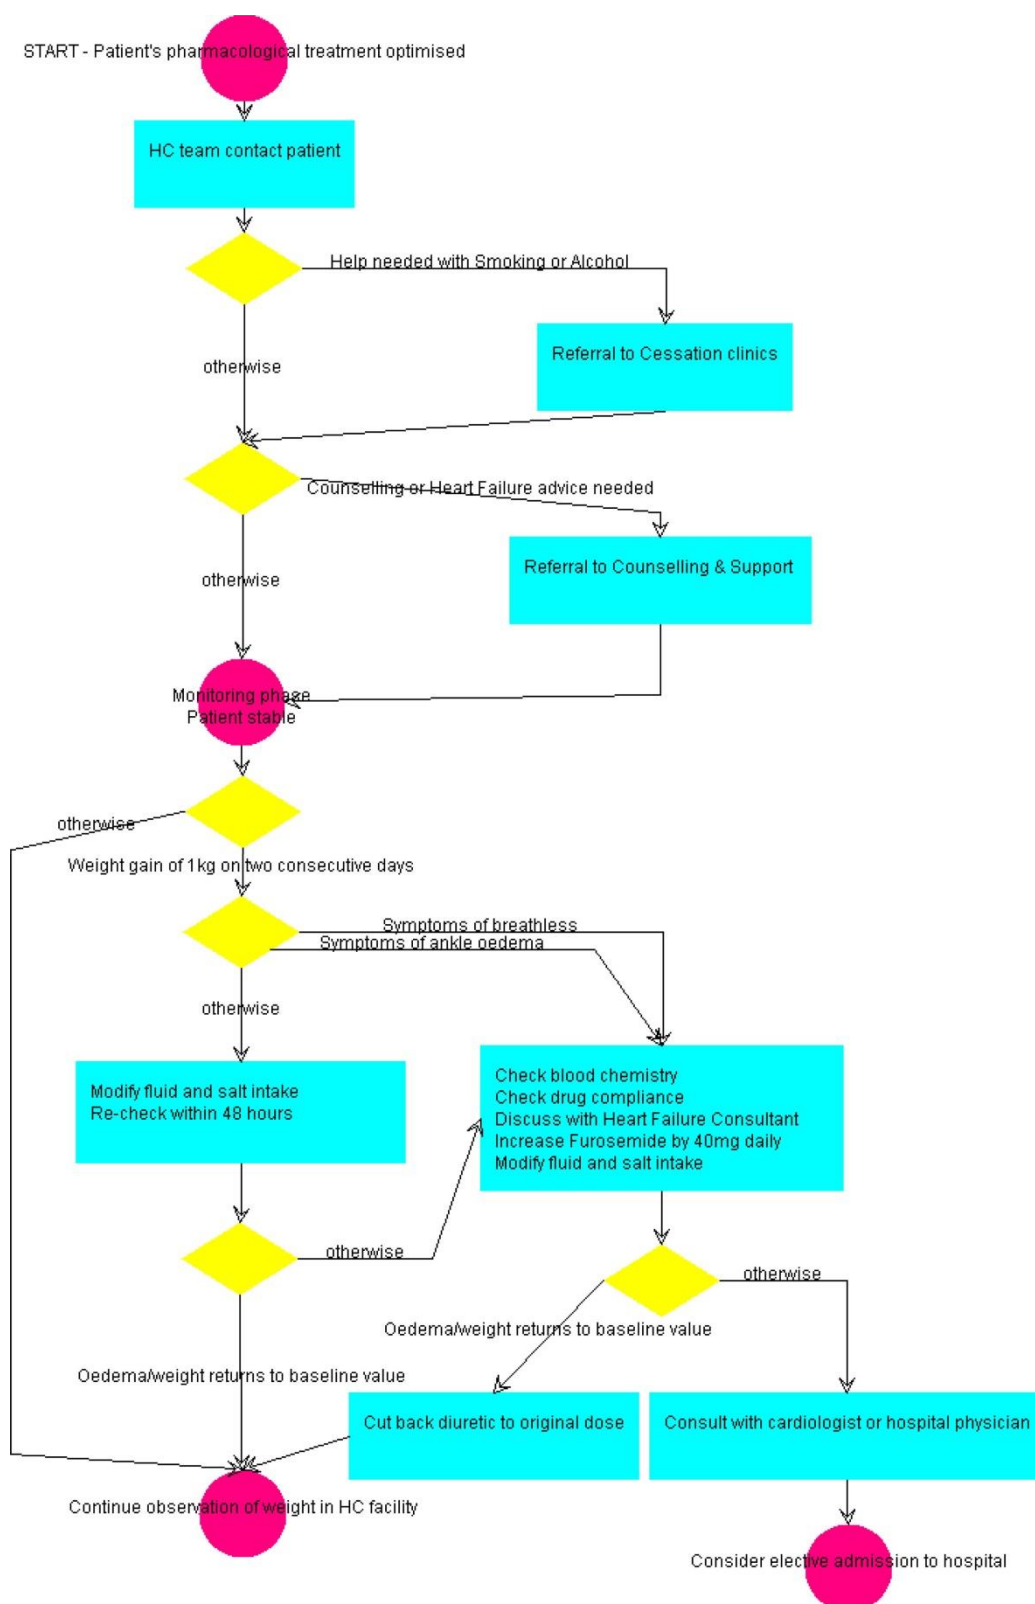 START - Patient's pharmacological treatment optimised
HC team contact patient
Help needed with Smoking or Alcohol
Referral to Cessation clinics
otherwise
Counselling or Heart Failure advice needed
Referral to Counselling & Support
otherwise
Monitoring phase
Patient stable
otherwise
Weight gain of 1kg on two consecutive days
Symptoms of breathless
Symptoms of ankle oedema
otherwise
Modify fluid and salt intake
Re-check within 48 hours
Check blood chemistry
Check drug compliance
Discuss with Heart Failure Consultant
Increase Furosemide by 40mg daily
Modify fluid and salt intake
otherwise
otherwise
Oedema/weight returns to baseline value
Oedema/weight returns to baseline value
Cut back diuretic to original dose
Consult with cardiologist or hospital physician
Continue observation of weight in HC facility
Consider elective admission to hospital